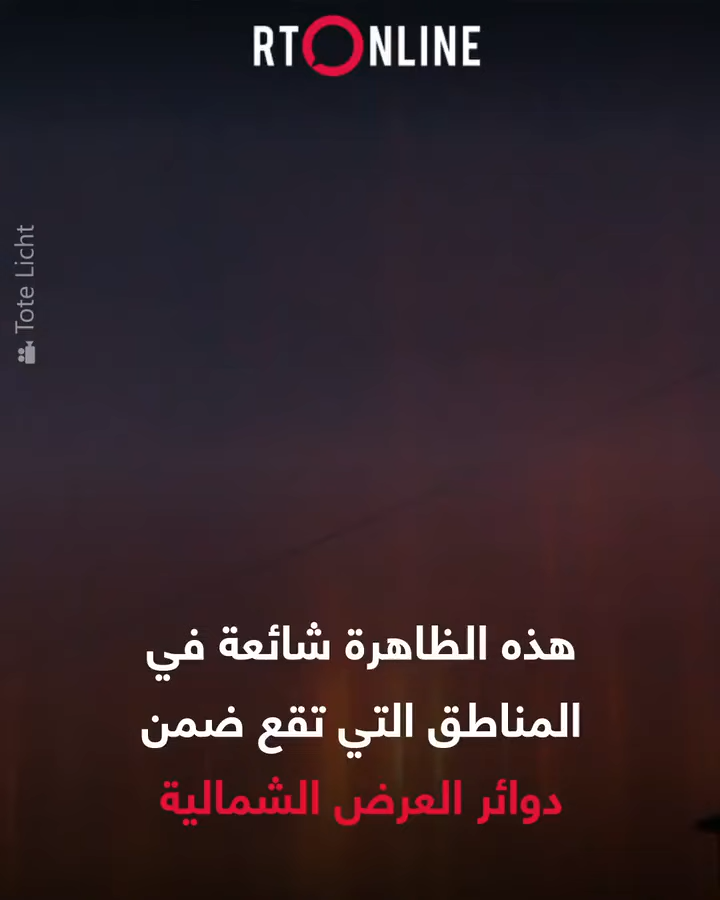 RTONLINE
Tote Licht
هذه الظاهرة شائعة في
المناطق التي تقع ضمن
دوائر العرض الشمالية